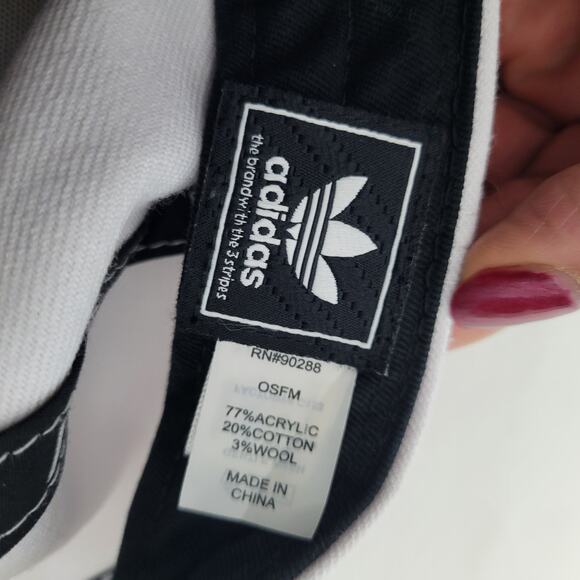 adidas
the brand with the 3 stripes
RN#90288
OSFM
77%ACRYLIC
20%COTTON
3%WOOL
MADE IN
CHINA